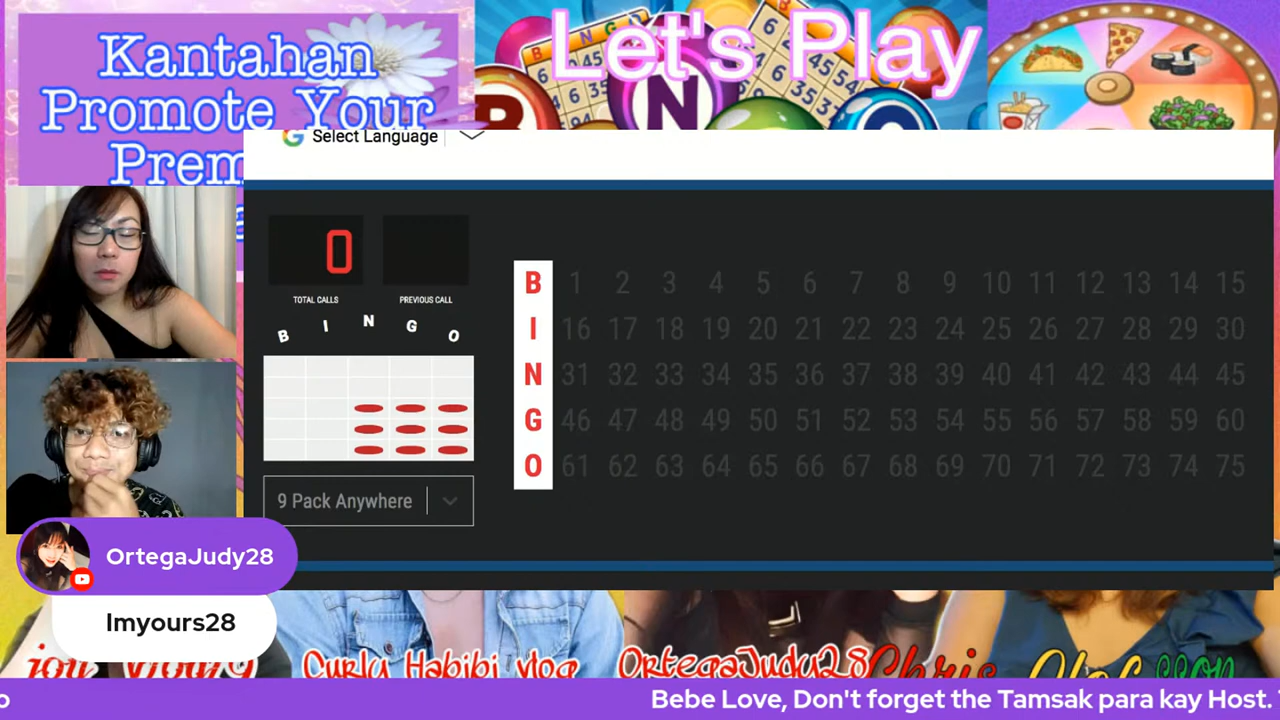 Kantahan
Promote Your
Prem
Let's Play
B N G
N
Select Language
0
TOTAL CALLS
PREVIOUS CALL
B I N G O
9 Pack Anywhere
B 1 2 3 4 5 6 7 8 9 10 11 12 13 14 15
I 16 17 18 19 20 21 22 23 24 25 26 27 28 29 30
N 31 32 33 34 35 36 37 38 39 40 41 42 43 44 45
G 46 47 48 49 50 51 52 53 54 55 56 57 58 59 60
O 61 62 63 64 65 66 67 68 69 70 71 72 73 74 75
OrtegaJudy28
Imyours28
Curly Habibi vlog
OrtegaJudy28
Chris
o
Bebe Love, Don't forget the Tamsak para kay Host.